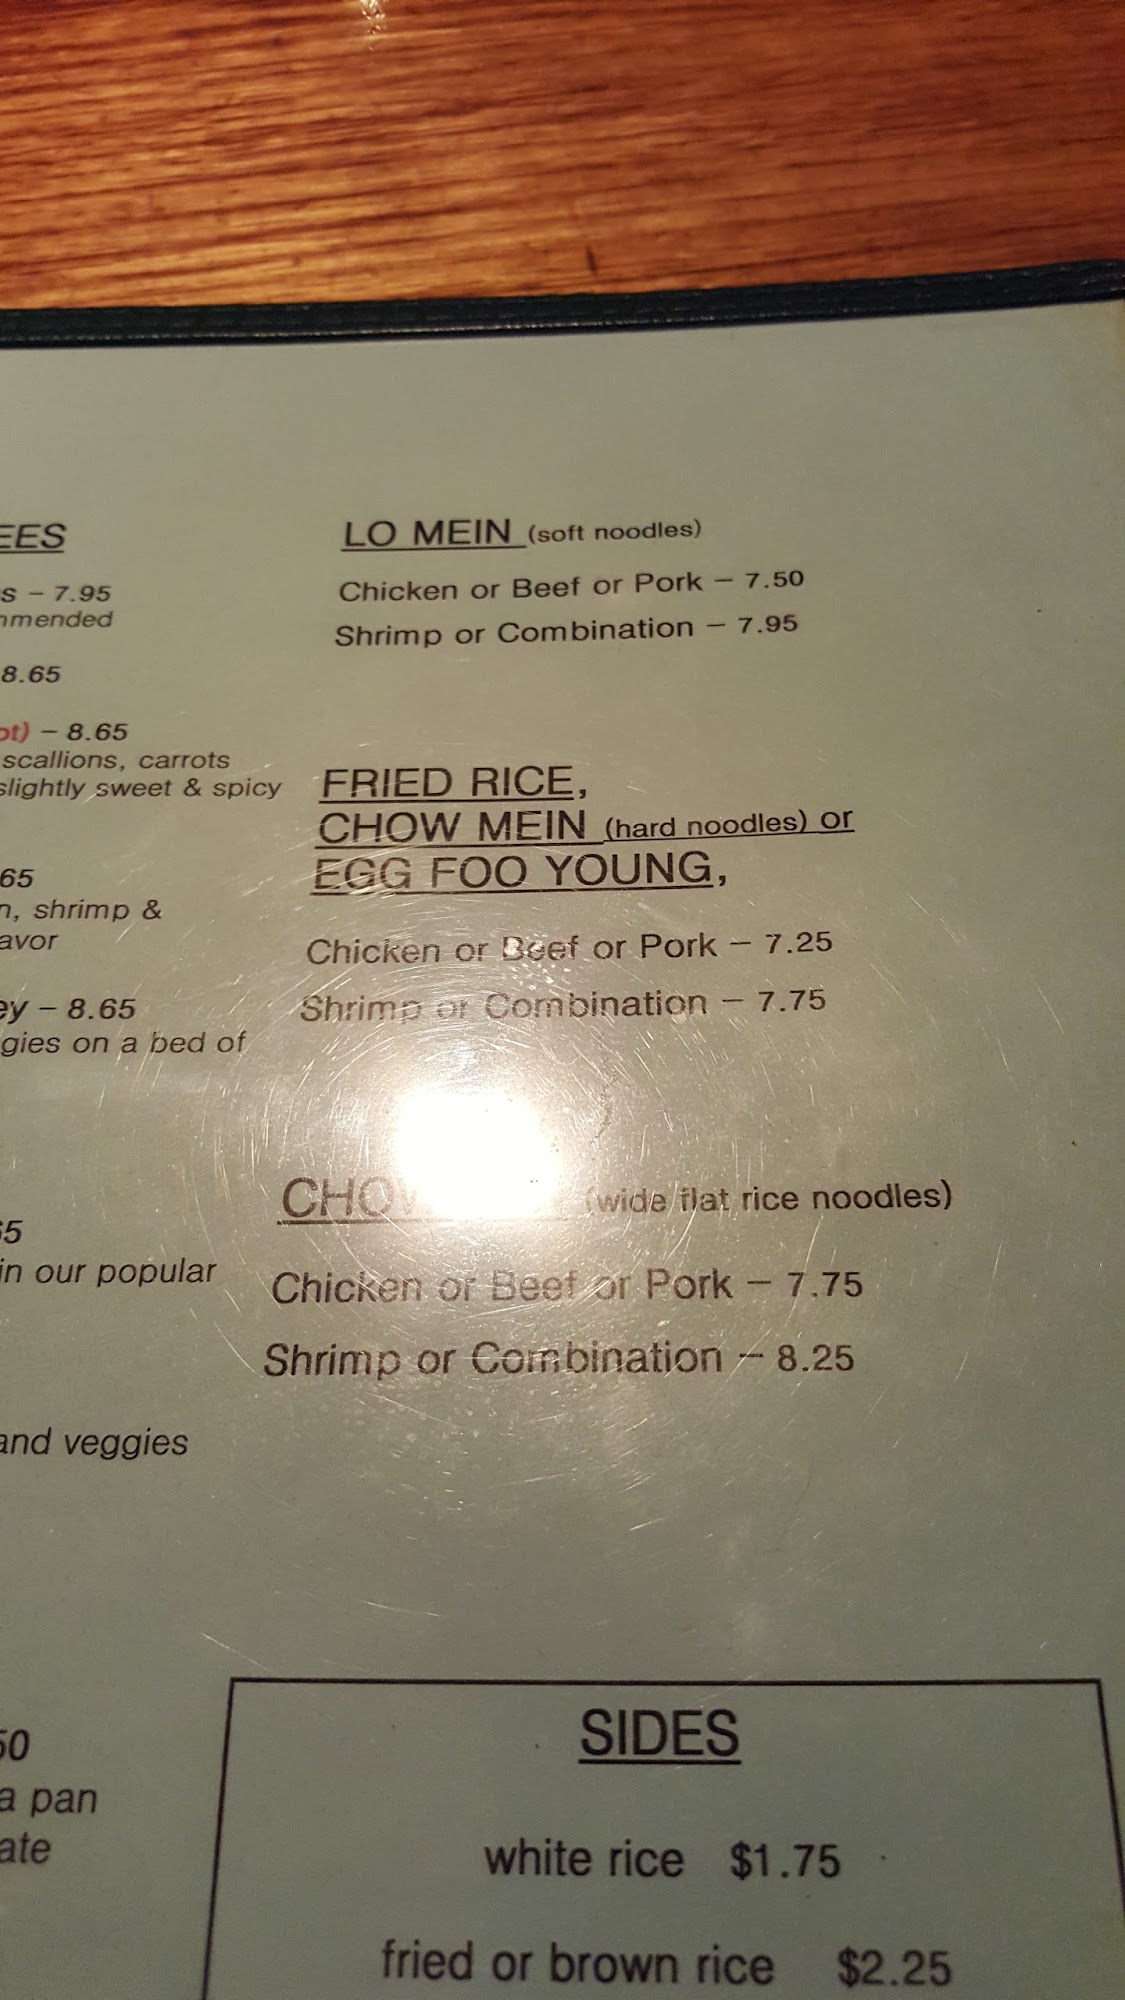 EES
s – 7.95
mmended
8.65
ot) – 8.65
scallions, carrots
slightly sweet & spicy
65
n, shrimp &
avor
ey – 8.65
gies on a bed of
65
in our popular
and veggies
50
a pan
ate
LO MEIN (soft noodles)
Chicken or Beef or Pork – 7.50
Shrimp or Combination – 7.95
FRIED RICE,
CHOW MEIN (hard noodles) or
EGG FOO YOUNG,
Chicken or Beef or Pork – 7.25
Shrimp or Combination – 7.75
CHOW (wide flat rice noodles)
Chicken or Beef or Pork – 7.75
Shrimp or Combination – 8.25
SIDES
white rice $1.75
fried or brown rice $2.25